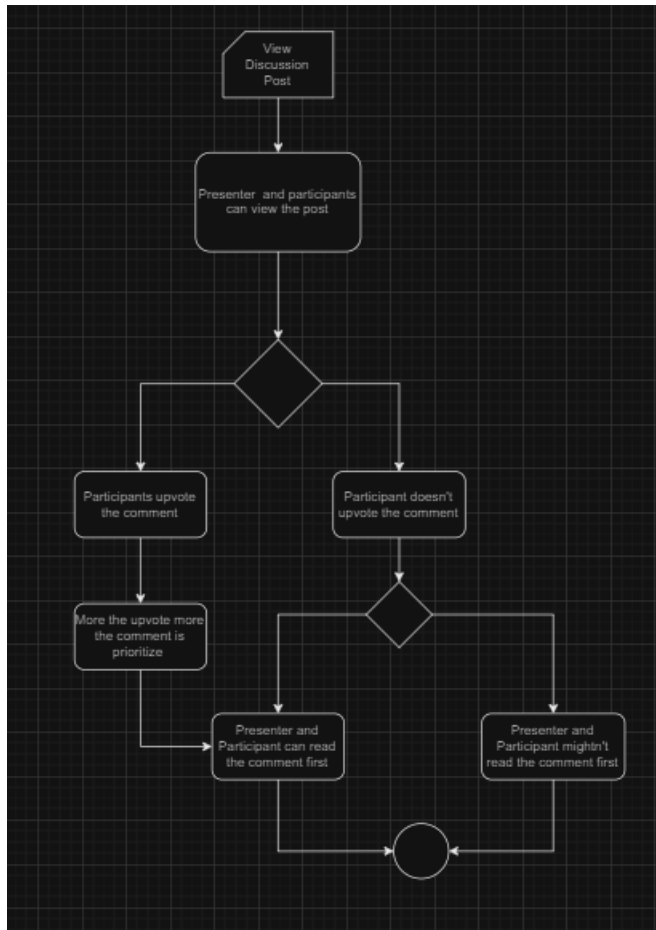 View
Discussion
Post
Presenter and participants
can view the post
Participants upvote
the comment
Participant doesn't
upvote the comment
More the upvote more
the comment is
prioritize
Presenter and
Participant can read
the comment first
Presenter and
Participant mightn't
read the comment first